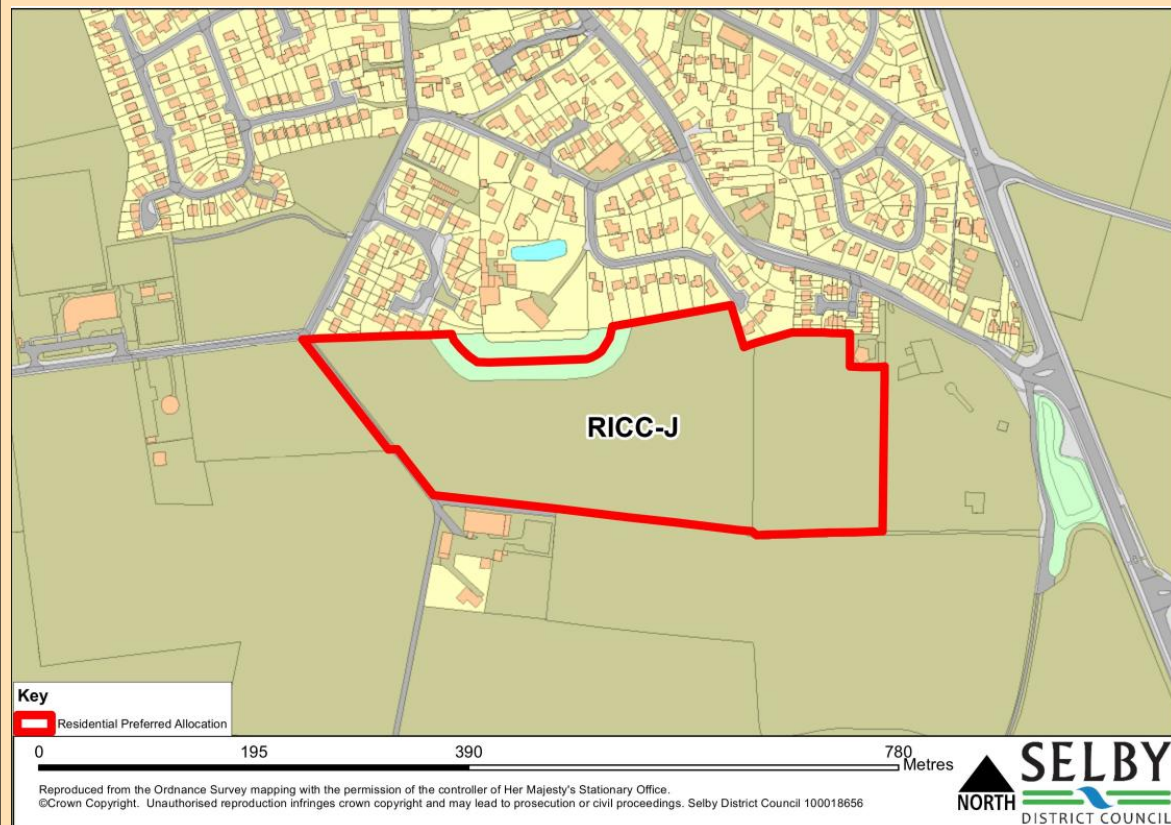 RICC-J
Key
Residential Preferred Allocation
0 195 390 780
Metres
Reproduced from the Ordnance Survey mapping with the permission of the controller of Her Majesty's Stationary Office.
©Crown Copyright. Unauthorised reproduction infringes crown copyright and may lead to prosecution or civil proceedings. Selby District Council 100018656
NORTH
SELBY
DISTRICT COUNCIL